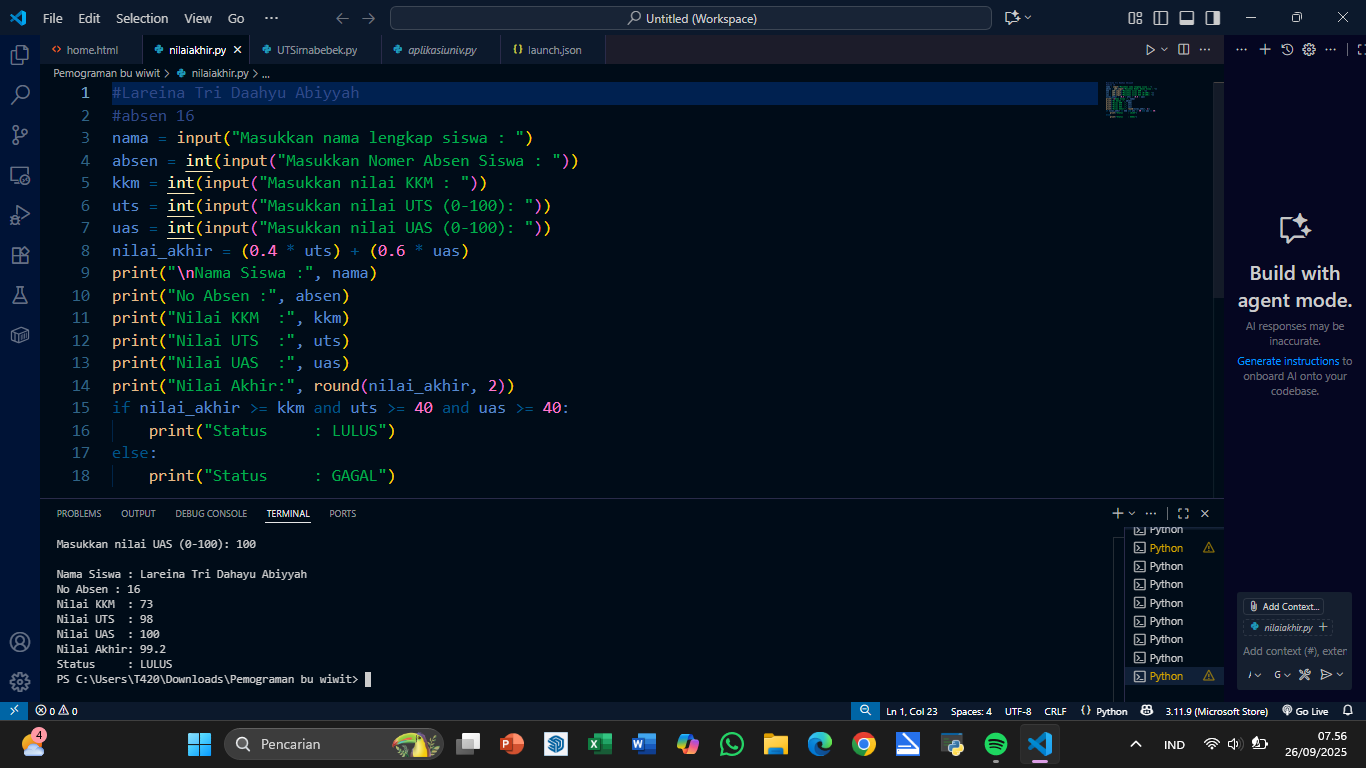 File Edit Selection View Go ···
Untitled (Workspace)
home.html
nilaiakhir.py
UTSirnabebek.py
aplikasiuniv.py
launch.json
Pemograman bu wiwit > nilaiakhir.py > ...
1 #Lareina Tri Daahyu Abiyyah
2 #absen 16
3 nama = input("Masukkan nama lengkap siswa : ")
4 absen = int(input("Masukkan Nomer Absen Siswa : "))
5 kkm = int(input("Masukkan nilai KKM : "))
6 uts = int(input("Masukkan nilai UTS (0-100): "))
7 uas = int(input("Masukkan nilai UAS (0-100): "))
8 nilai_akhir = (0.4 * uts) + (0.6 * uas)
9 print("\nNama Siswa :", nama)
10 print("No Absen :", absen)
11 print("Nilai KKM  :", kkm)
12 print("Nilai UTS  :", uts)
13 print("Nilai UAS  :", uas)
14 print("Nilai Akhir:", round(nilai_akhir, 2))
15 if nilai_akhir >= kkm and uts >= 40 and uas >= 40:
16     print("Status     : LULUS")
17 else:
18     print("Status     : GAGAL")
Build with
agent mode.
AI responses may be
inaccurate.
Generate instructions to
onboard AI onto your
codebase.
PROBLEMS OUTPUT DEBUG CONSOLE TERMINAL PORTS
Masukkan nilai UAS (0-100): 100
Nama Siswa : Lareina Tri Dahayu Abiyyah
No Absen : 16
Nilai KKM  : 73
Nilai UTS  : 98
Nilai UAS  : 100
Nilai Akhir: 99.2
Status     : LULUS
PS C:\Users\T420\Downloads\Pemograman bu wiwit>
Python
Python
Python
Python
Python
Python
Python
Python
Python
Add Context...
nilaiakhir.py +
Add context (#), exter
G
0 0
Ln 1, Col 23 Spaces: 4 UTF-8 CRLF {} Python 3.11.9 (Microsoft Store) Go Live
4
Pencarian
IND
07.56
26/09/2025